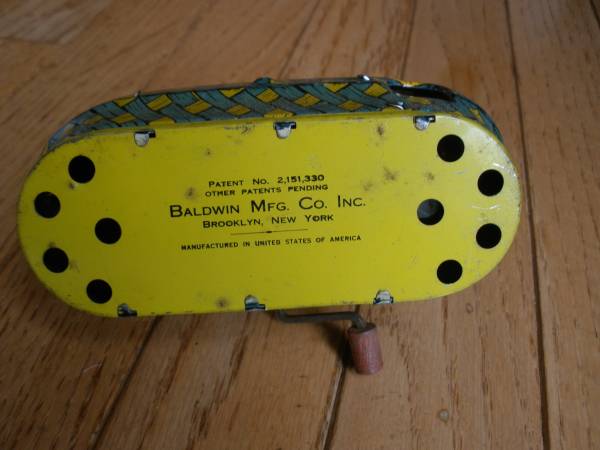 PATENT NO. 2,151,330
OTHER PATENTS PENDING
BALDWIN MFG. CO. INC.
BROOKLYN, NEW YORK
MANUFACTURED IN UNITED STATES OF AMERICA